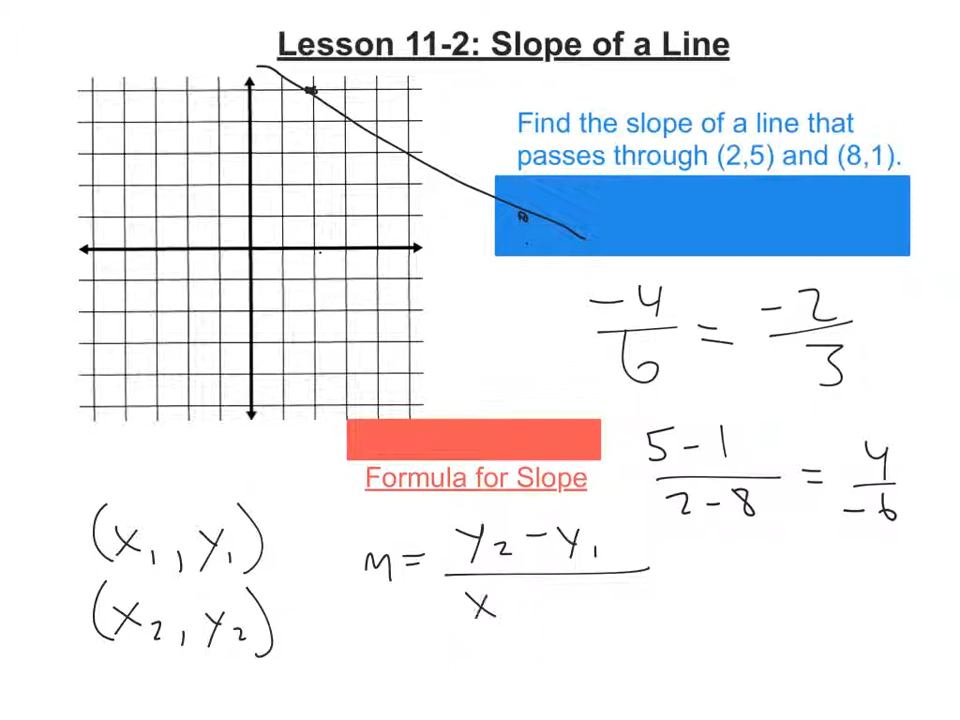 Lesson 11-2: Slope of a Line
Find the slope of a line that
passes through (2,5) and (8,1).
-4/6 = -2/3
5-1/2-8 = 4/-6
Formula for Slope
(x₁, y₁)
(x₂, y₂)
m= y₂-y₁/x